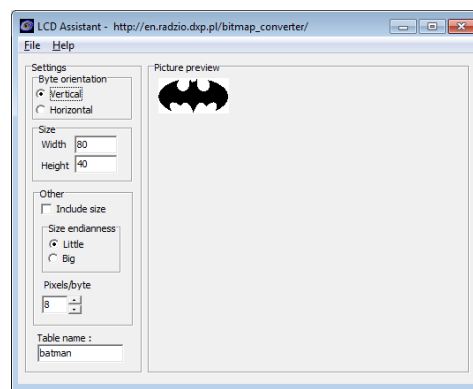 LCD Assistant - http://en.radzio.dxp.pl/bitmap_converter/
File Help
Settings
Byte orientation
Vertical
Horizontal
Size
Width 80
Height 40
Other
Include size
Size endianness
Little
Big
Pixels/byte
8
Table name :
batman
Picture preview